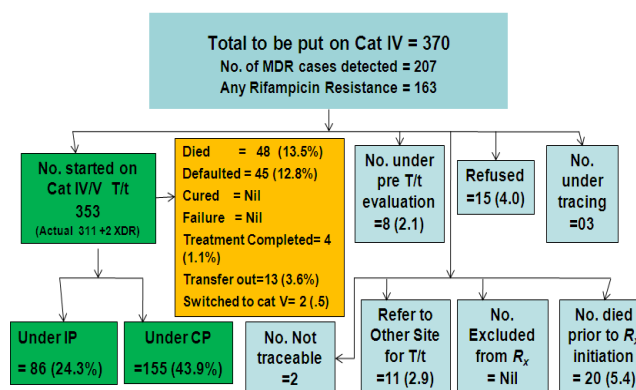 Total to be put on Cat IV = 370
No. of MDR cases detected = 207
Any Rifampicin Resistance = 163
No. started on
Cat IV/V T/t
353
(Actual 311 +2 XDR)
Died = 48 (13.5%)
Defaulted = 45 (12.8%)
Cured = Nil
Failure = Nil
Treatment Completed= 4
(1.1%)
Transfer out=13 (3.6%)
Switched to cat V= 2 (.5)
No. under
pre T/t
evaluation
=8 (2.1)
Refused
=15 (4.0)
No.
under
tracing
=03
Under IP
= 86 (24.3%)
Under CP
=155 (43.9%)
No. Not
traceable
=2
Refer to
Other Site
for T/t
=11 (2.9)
No.
Excluded
from Rx
= Nil
No. died
prior to Rx
initiation
= 20 (5.4)